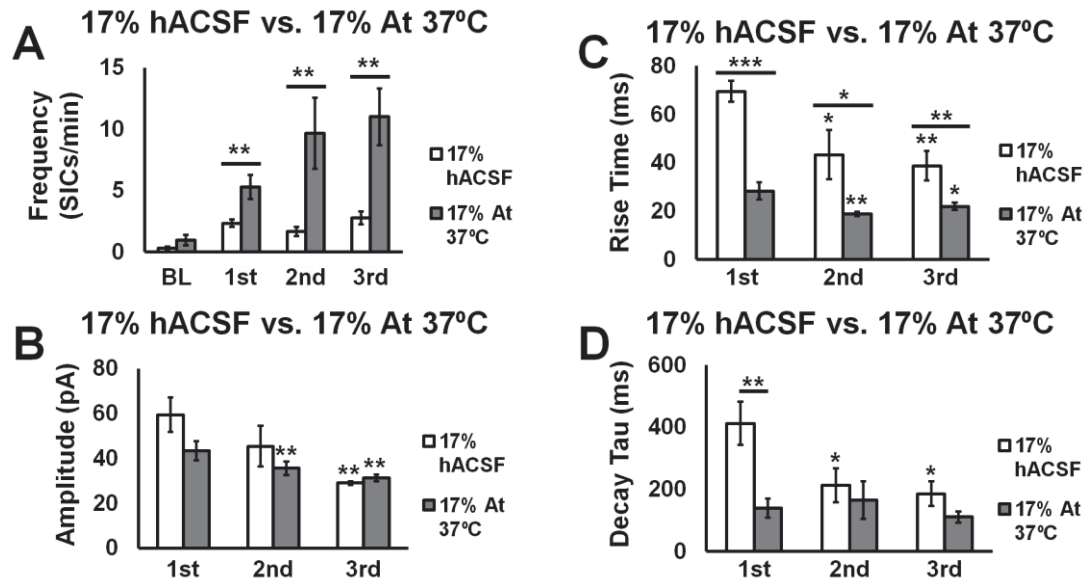 A
17% hACSF vs. 17% At 37ºC
Frequency
(SICs/min)
15
10
5
0
**
**
**
BL
1st
2nd
3rd
17%
hACSF
17% At
37ºC
C
17% hACSF vs. 17% At 37ºC
Rise Time (ms)
80
60
40
20
0
***
*
**
*
**
**
*
1st
2nd
3rd
17%
hACSF
17% At
37ºC
B
17% hACSF vs. 17% At 37ºC
Amplitude (pA)
80
60
40
20
0
**
**
**
1st
2nd
3rd
17%
hACSF
17% At
37ºC
D
17% hACSF vs. 17% At 37ºC
Decay Tau (ms)
600
400
200
0
**
*
*
1st
2nd
3rd
17%
hACSF
17% At
37ºC